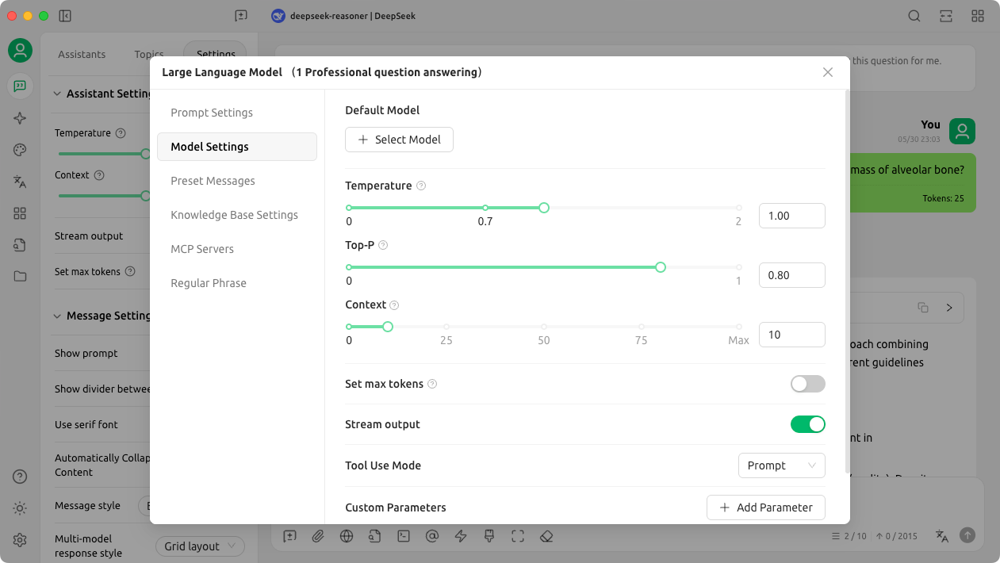 deepseek-reasoner | DeepSeek
Assistants
Topics
Settings
Assistant Setting
Temperature
Context
Stream output
Set max tokens
Message Setting
Show prompt
Show divider between
Use serif font
Automatically Collap
Content
Message style
Multi-model
response style
Grid layout
this question for me.
You
05/30 23:03
mass of alveolar bone?
Tokens: 25
combining
guidelines
in
2 / 10
0 / 2015
Large Language Model (1 Professional question answering)
Prompt Settings
Model Settings
Preset Messages
Knowledge Base Settings
MCP Servers
Regular Phrase
Default Model
Select Model
Temperature
0
0.7
2
1.00
Top-P
0
1
0.80
Context
0
25
50
75
Max
10
Set max tokens
Stream output
Tool Use Mode
Prompt
Custom Parameters
Add Parameter